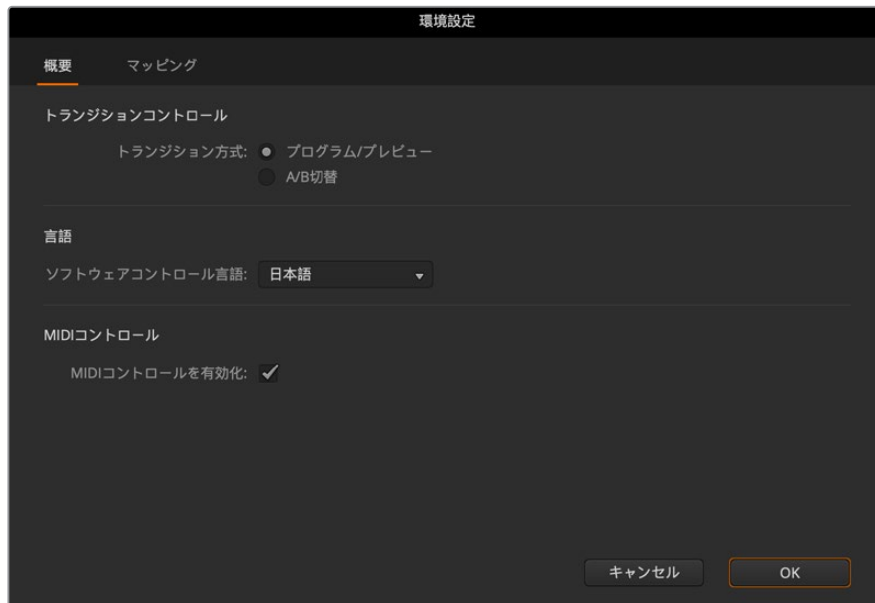 環境設定
概要 マッピング
トランジションコントロール
トランジション方式: プログラム/プレビュー
A/B切替
言語
ソフトウェアコントロール言語: 日本語
MIDIコントロール
MIDIコントロールを有効化:
キャンセル OK